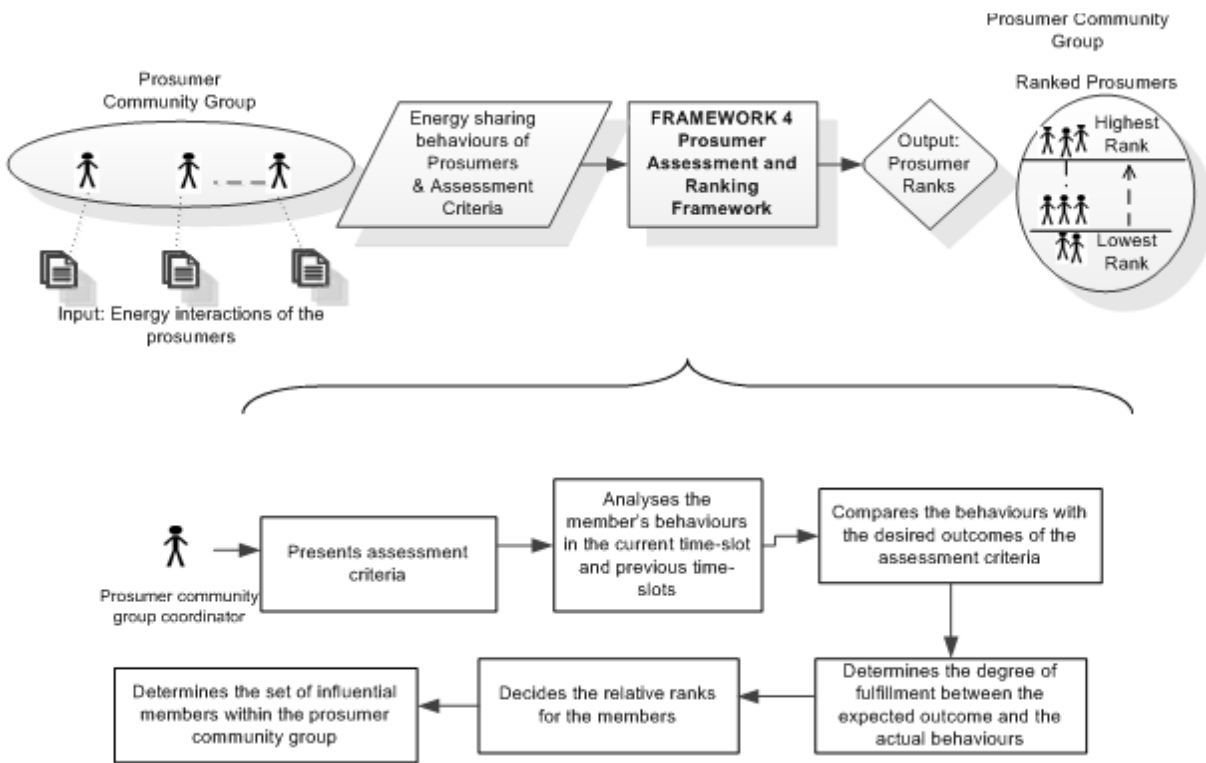 Prosumer
Community Group
Input: Energy interactions of the
prosumers
Energy sharing
behaviours of
Prosumers
& Assessment
Criteria
FRAMEWORK 4
Prosumer
Assessment and
Ranking
Framework
Output:
Prosumer
Ranks
Prosumer Community
Group
Ranked Prosumers
Highest
Rank
Lowest
Rank
Prosumer community
group coordinator
Presents assessment
criteria
Analyses the
member's behaviours
in the current time-slot
and previous time-
slots
Compares the behaviours with
the desired outcomes of the
assessment criteria
Determines the degree of
fulfillment between the
expected outcome and the
actual behaviours
Decides the relative ranks
for the members
Determines the set of influential
members within the prosumer
community group